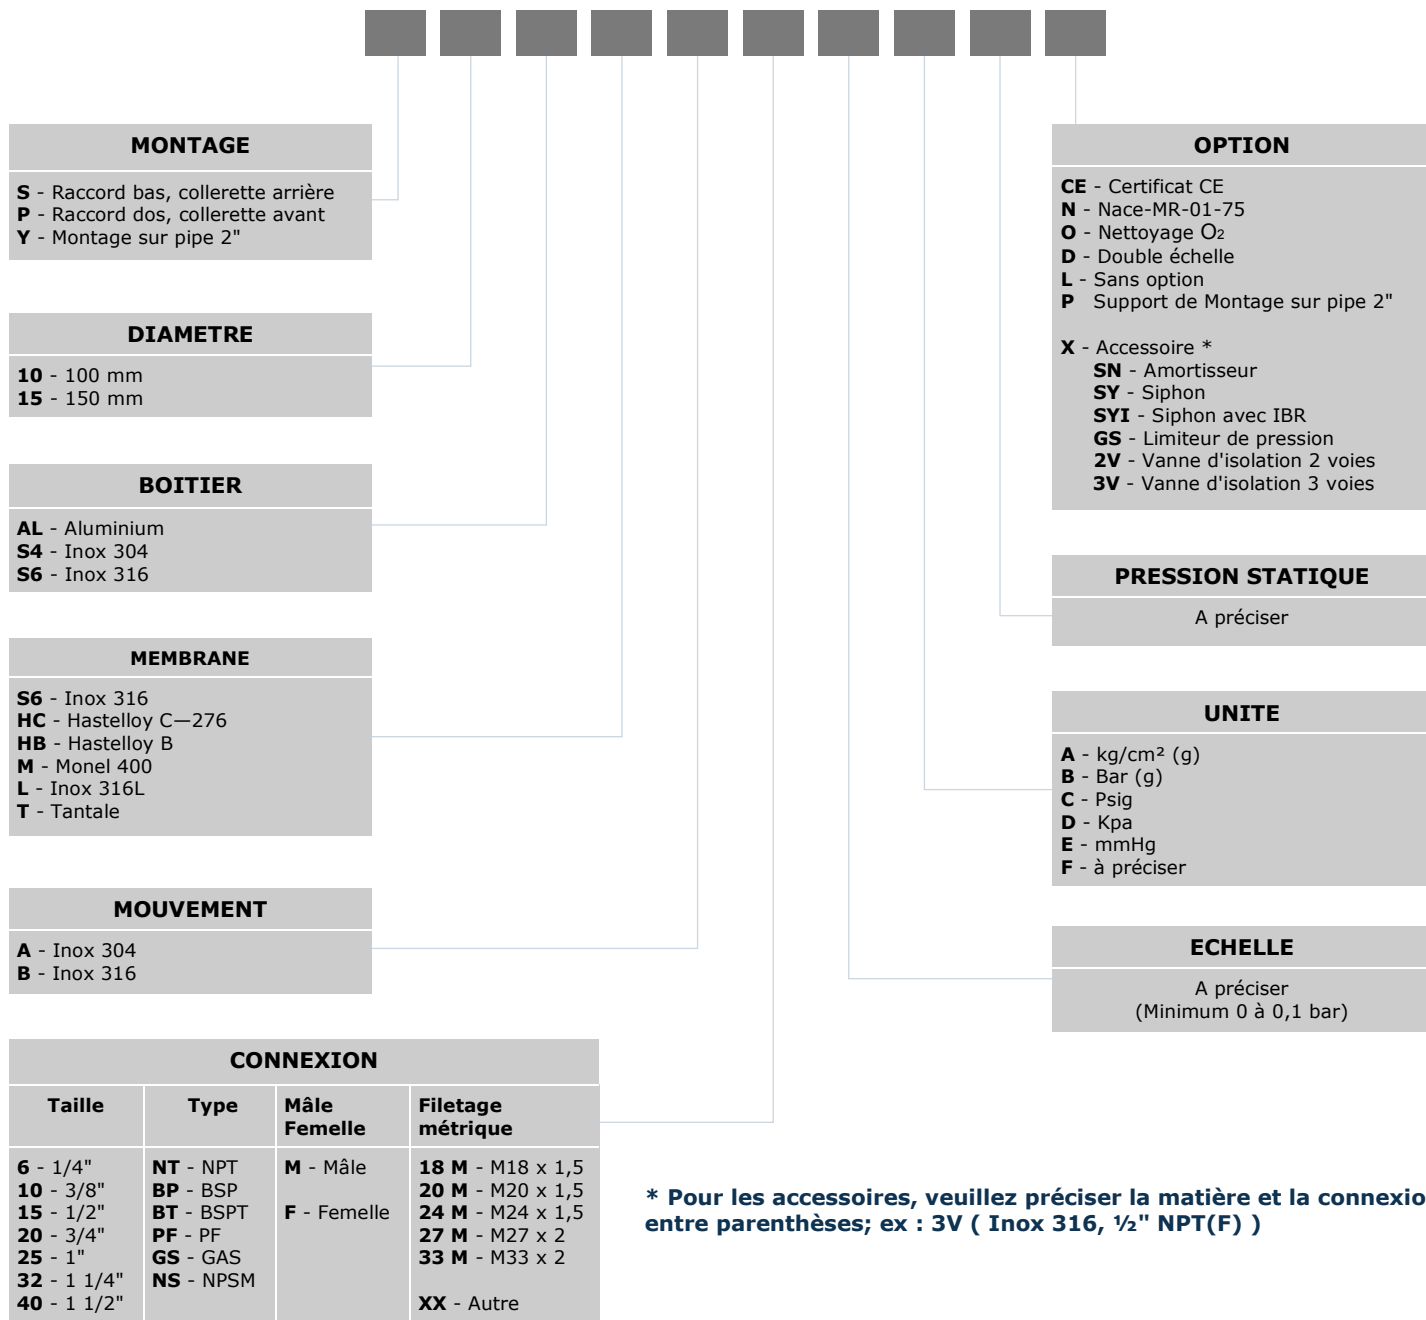 MONTAGE
S - Raccord bas, collerette arrière
P - Raccord dos, collerette avant
Y - Montage sur pipe 2"
DIAMETRE
10 - 100 mm
15 - 150 mm
BOITIER
AL - Aluminium
S4 - Inox 304
S6 - Inox 316
MEMBRANE
S6 - Inox 316
HC - Hastelloy C—276
HB - Hastelloy B
M - Monel 400
L - Inox 316L
T - Tantale
MOUVEMENT
A - Inox 304
B - Inox 316
CONNEXION
Taille
6 - 1/4"
10 - 3/8"
15 - 1/2"
20 - 3/4"
25 - 1"
32 - 1 1/4"
40 - 1 1/2"
Type
NT - NPT
BP - BSP
BT - BSPT
PF - PF
GS - GAS
NS - NPSM
Mâle
Femelle
M - Mâle
F - Femelle
Filetage
métrique
18 M - M18 x 1,5
20 M - M20 x 1,5
24 M - M24 x 1,5
27 M - M27 x 2
33 M - M33 x 2
XX - Autre
OPTION
CE - Certificat CE
N - Nace-MR-01-75
O - Nettoyage O2
D - Double échelle
L - Sans option
P Support de Montage sur pipe 2"
X - Accessoire *
SN - Amortisseur
SY - Siphon
SYI - Siphon avec IBR
GS - Limiteur de pression
2V - Vanne d'isolation 2 voies
3V - Vanne d'isolation 3 voies
PRESSION STATIQUE
A préciser
UNITE
A - kg/cm² (g)
B - Bar (g)
C - Psig
D - Kpa
E - mmHg
F - à préciser
ECHELLE
A préciser
(Minimum 0 à 0,1 bar)
* Pour les accessoires, veuillez préciser la matière et la connexio
entre parenthèses; ex : 3V ( Inox 316, ½" NPT(F) )